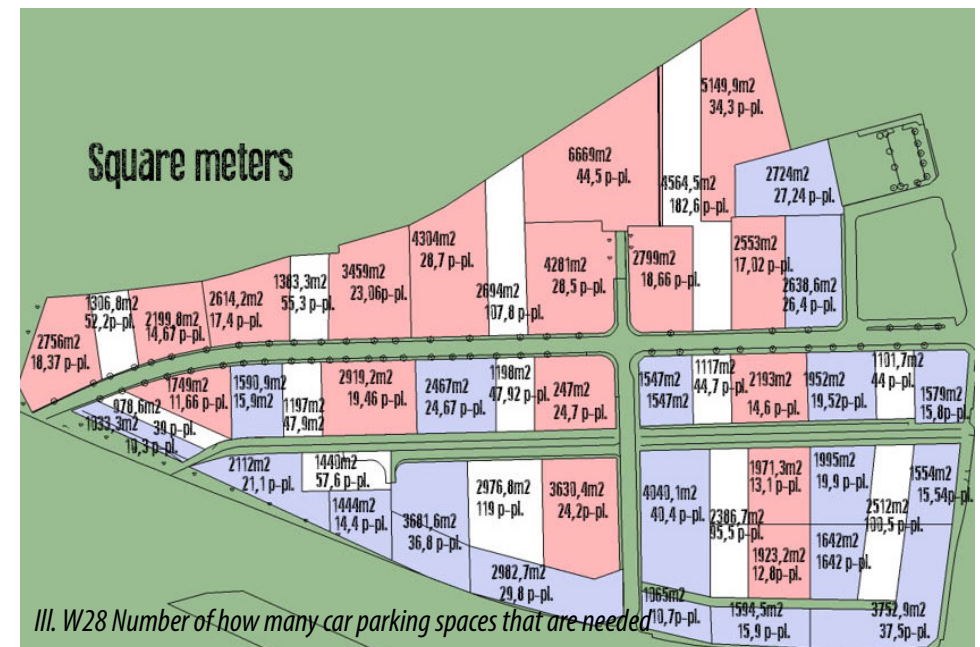 Square meters
5149,9m2
34,3 p-pl.
6669m2
44,5 p-pl.
4564,5m2
182,6 p-pl.
2724m2
27,24 p-pl.
4304m2
28,7 p-pl.
3459m2
23,06p-pl.
1383,3m2
55,3 p-pl.
2614,2m2
17,4 p-pl.
1306,8m2
52,2p-pl.
2199,8m2
14,67 p-pl.
2756m2
18,37 p-pl.
2694m2
107,8 p-pl.
4281m2
28,5 p-pl.
2799m2
18,66 p-pl.
2553m2
17,02 p-pl.
2638,6m2
26,4 p-pl.
1749m2
11,66 p-pl.
1590,9m2
15,9m2
1197m2
47,9m2
2919,2m2
19,46 p-pl.
2467m2
24,67 p-pl.
1198m2
47,92 p-pl.
247m2
24,7 p-pl.
1547m2
1547m2
1117m2
44,7 p-pl.
2193m2
14,6 p-pl.
1952m2
19,52p-pl.
1101,7m2
44 p-pl.
1579m2
15,8p-pl.
978,6m2
39 p-pl.
1033,3m2
10,3 p-pl.
2112m2
21,1 p-pl.
1440m2
57,6 p-pl.
1444m2
14,4 p-pl.
3681,6m2
36,8 p-pl.
2976,8m2
119 p-pl.
3630,4m2
24,2p-pl.
2982,7m2
29,8 p-pl.
4040,1m2
40,4 p-pl.
2386,7m2
95,5 p-pl.
1971,3m2
13,1 p-pl.
1995m2
19,9 p-pl.
1554m2
15,54p-pl.
2512m2
100,5 p-pl.
1923,2m2
12,8p-pl.
1642m2
1642 p-pl.
1065m2
10,7p-pl.
1594,5m2
15,9 p-pl.
3752,9m2
37,5p-pl.
Ill. W28 Number of how many car parking spaces that are needed